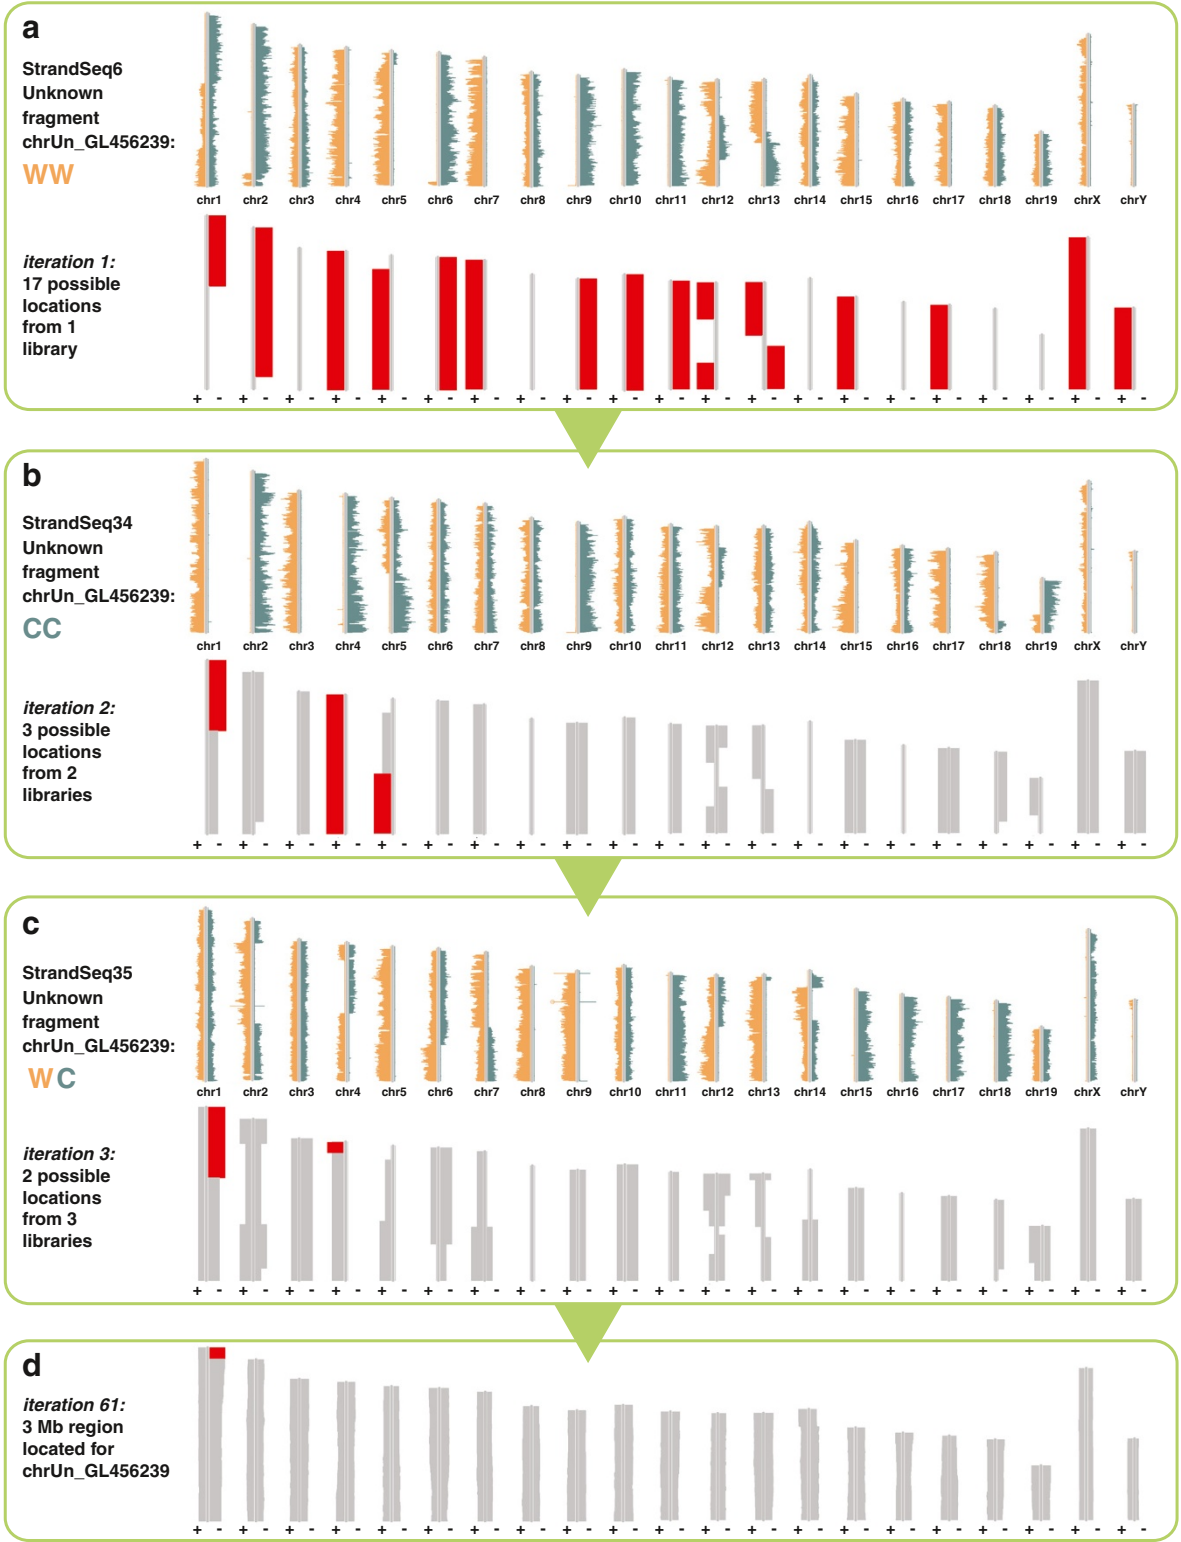 a
StrandSeq6
Unknown
fragment
chrUn_GL456239:
WW
chr1 chr2 chr3 chr4 chr5 chr6 chr7 chr8 chr9 chr10 chr11 chr12 chr13 chr14 chr15 chr16 chr17 chr18 chr19 chrX chrY
iteration 1:
17 possible
locations
from 1
library
+ - + - + - + - + - + - + - + - + - + - + - + - + - + - + - + - + - + - + - + - + -
b
StrandSeq34
Unknown
fragment
chrUn_GL456239:
CC
chr1 chr2 chr3 chr4 chr5 chr6 chr7 chr8 chr9 chr10 chr11 chr12 chr13 chr14 chr15 chr16 chr17 chr18 chr19 chrX chrY
iteration 2:
3 possible
locations
from 2
libraries
+ - + - + - + - + - + - + - + - + - + - + - + - + - + - + - + - + - + - + - + - + -
c
StrandSeq35
Unknown
fragment
chrUn_GL456239:
WC
chr1 chr2 chr3 chr4 chr5 chr6 chr7 chr8 chr9 chr10 chr11 chr12 chr13 chr14 chr15 chr16 chr17 chr18 chr19 chrX chrY
iteration 3:
2 possible
locations
from 3
libraries
+ - + - + - + - + - + - + - + - + - + - + - + - + - + - + - + - + - + - + - + - + -
d
iteration 61:
3 Mb region
located for
chrUn_GL456239
+ - + - + - + - + - + - + - + - + - + - + - + - + - + - + - + - + - + - + - + - + -